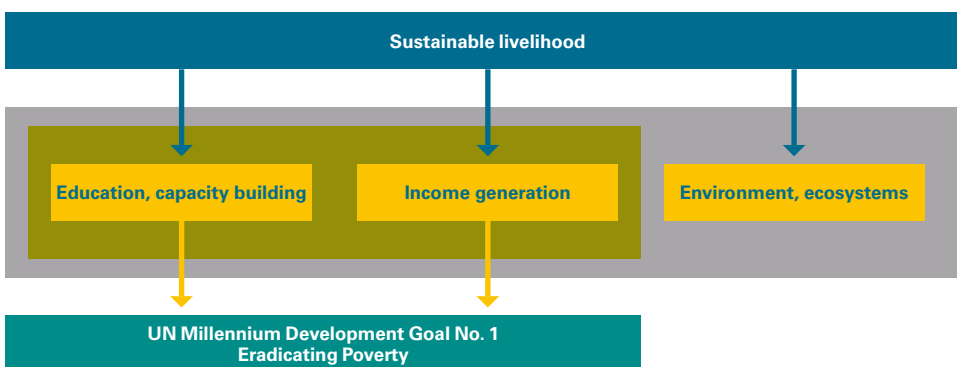 Sustainable livelihood
Education, capacity building
Income generation
Environment, ecosystems
UN Millennium Development Goal No. 1
Eradicating Poverty